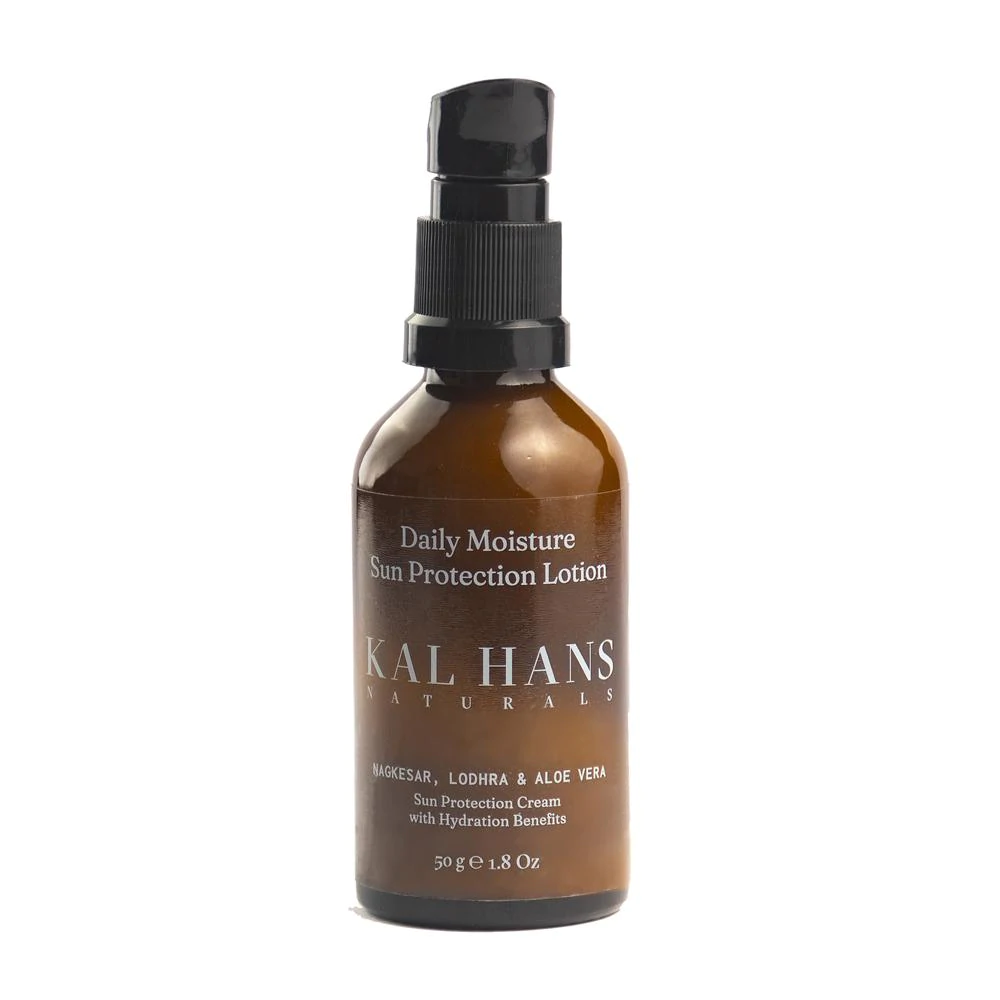 Daily Moisture
Sun Protection Lotion
KAL HANS
NATURALS
NAGKESAR, LODHRA & ALOE VERA
Sun Protection Cream
with Hydration Benefits
50 g ℮ 1.8 Oz